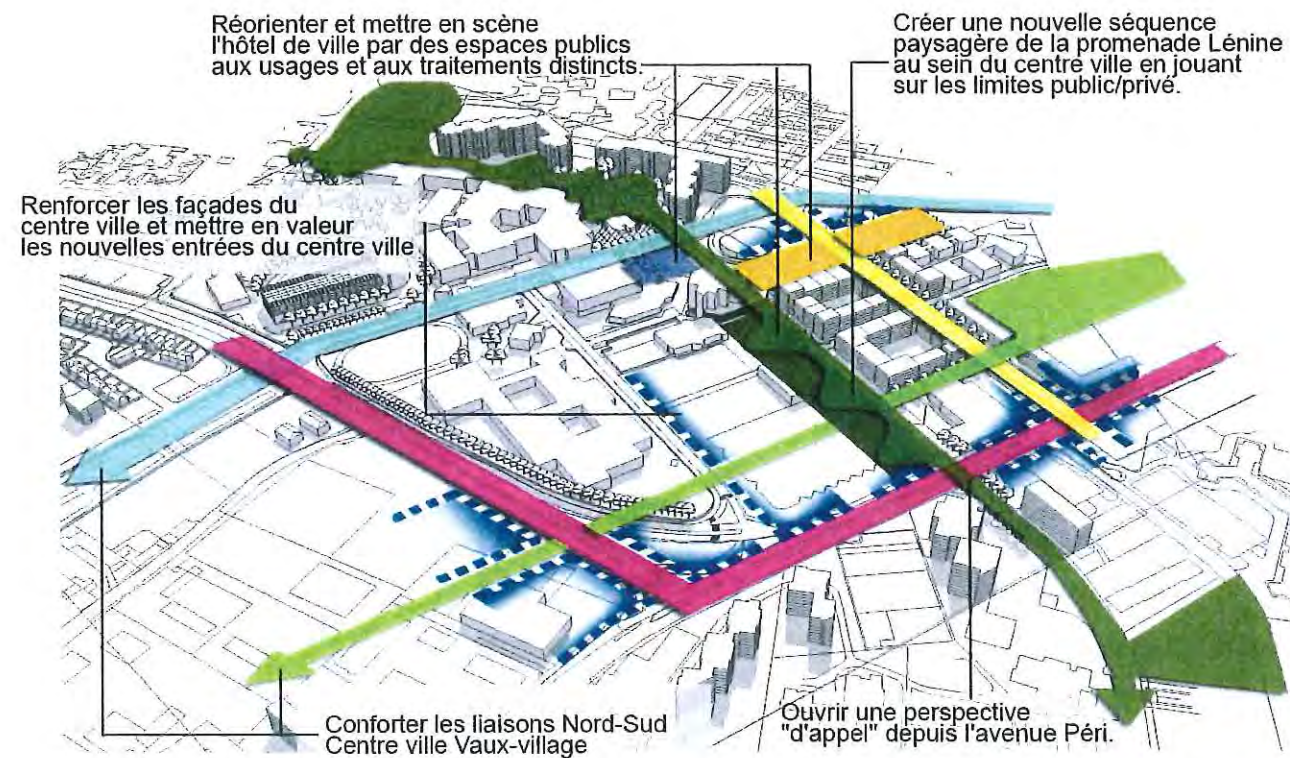 Réorienter et mettre en scène
l'hôtel de ville par des espaces publics
aux usages et aux traitements distincts.
Créer une nouvelle séquence
paysagère de la promenade Lénine
au sein du centre ville en jouant
sur les limites public/privé.
Renforcer les façades du
centre ville et mettre en valeur
les nouvelles entrées du centre ville
Conforter les liaisons Nord-Sud
Centre ville Vaux-village
Ouvrir une perspective
"d'appel" depuis l'avenue Péri.